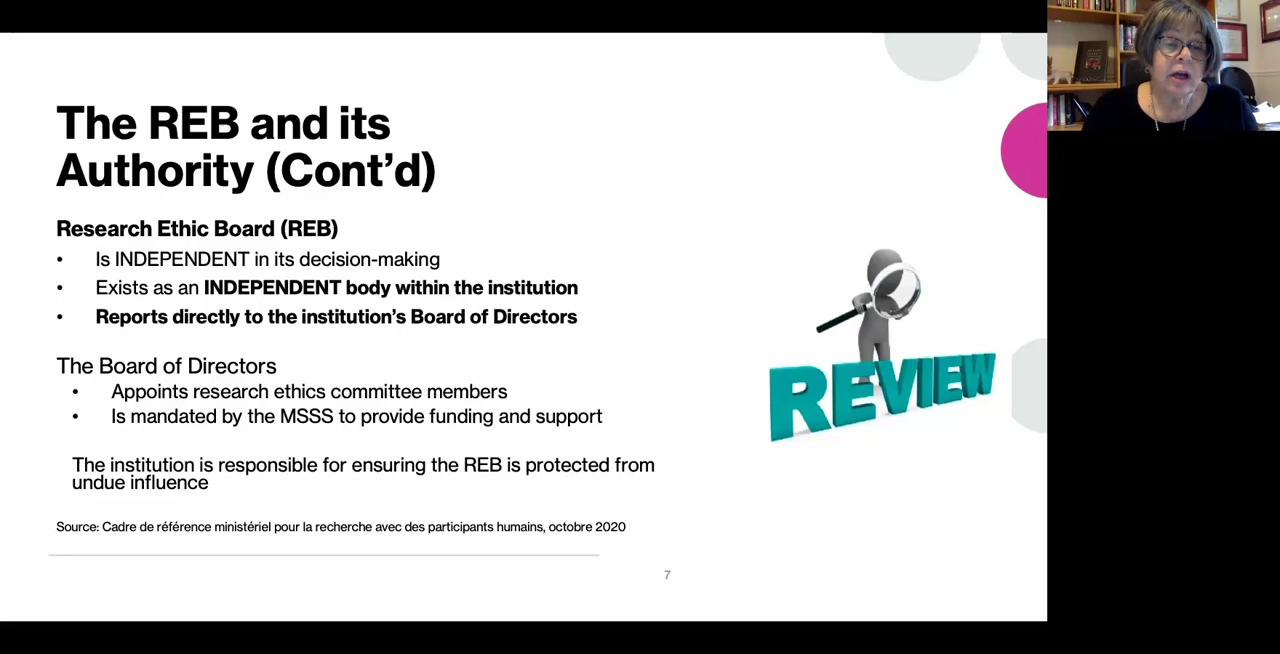 The REB and its
Authority (Cont’d)
Research Ethic Board (REB)
• Is INDEPENDENT in its decision-making
• Exists as an INDEPENDENT body within the institution
• Reports directly to the institution’s Board of Directors
The Board of Directors
• Appoints research ethics committee members
• Is mandated by the MSSS to provide funding and support
The institution is responsible for ensuring the REB is protected from
undue influence
REVIEW
Source: Cadre de référence ministériel pour la recherche avec des participants humains, octobre 2020
7